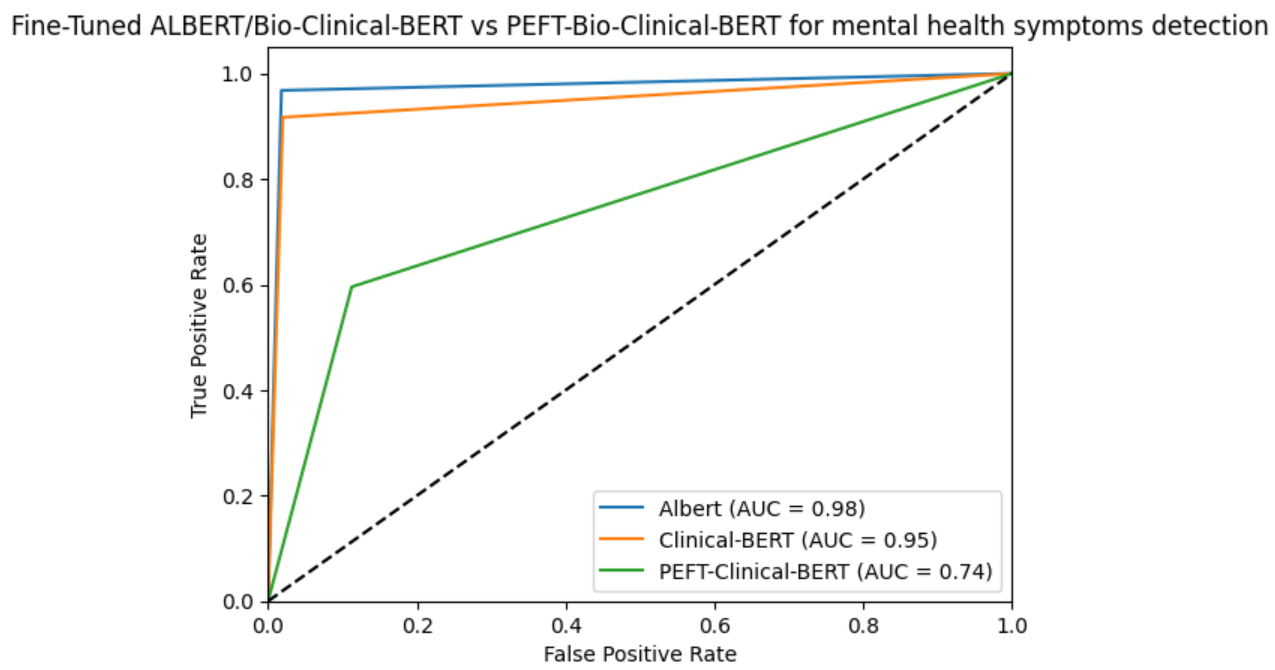 Fine-Tuned ALBERT/Bio-Clinical-BERT vs PEFT-Bio-Clinical-BERT for mental health symptoms detection
1.0
0.8
0.6
0.4
0.2
0.0
True Positive Rate
Albert (AUC = 0.98)
Clinical-BERT (AUC = 0.95)
PEFT-Clinical-BERT (AUC = 0.74)
0.0 0.2 0.4 0.6 0.8 1.0
False Positive Rate